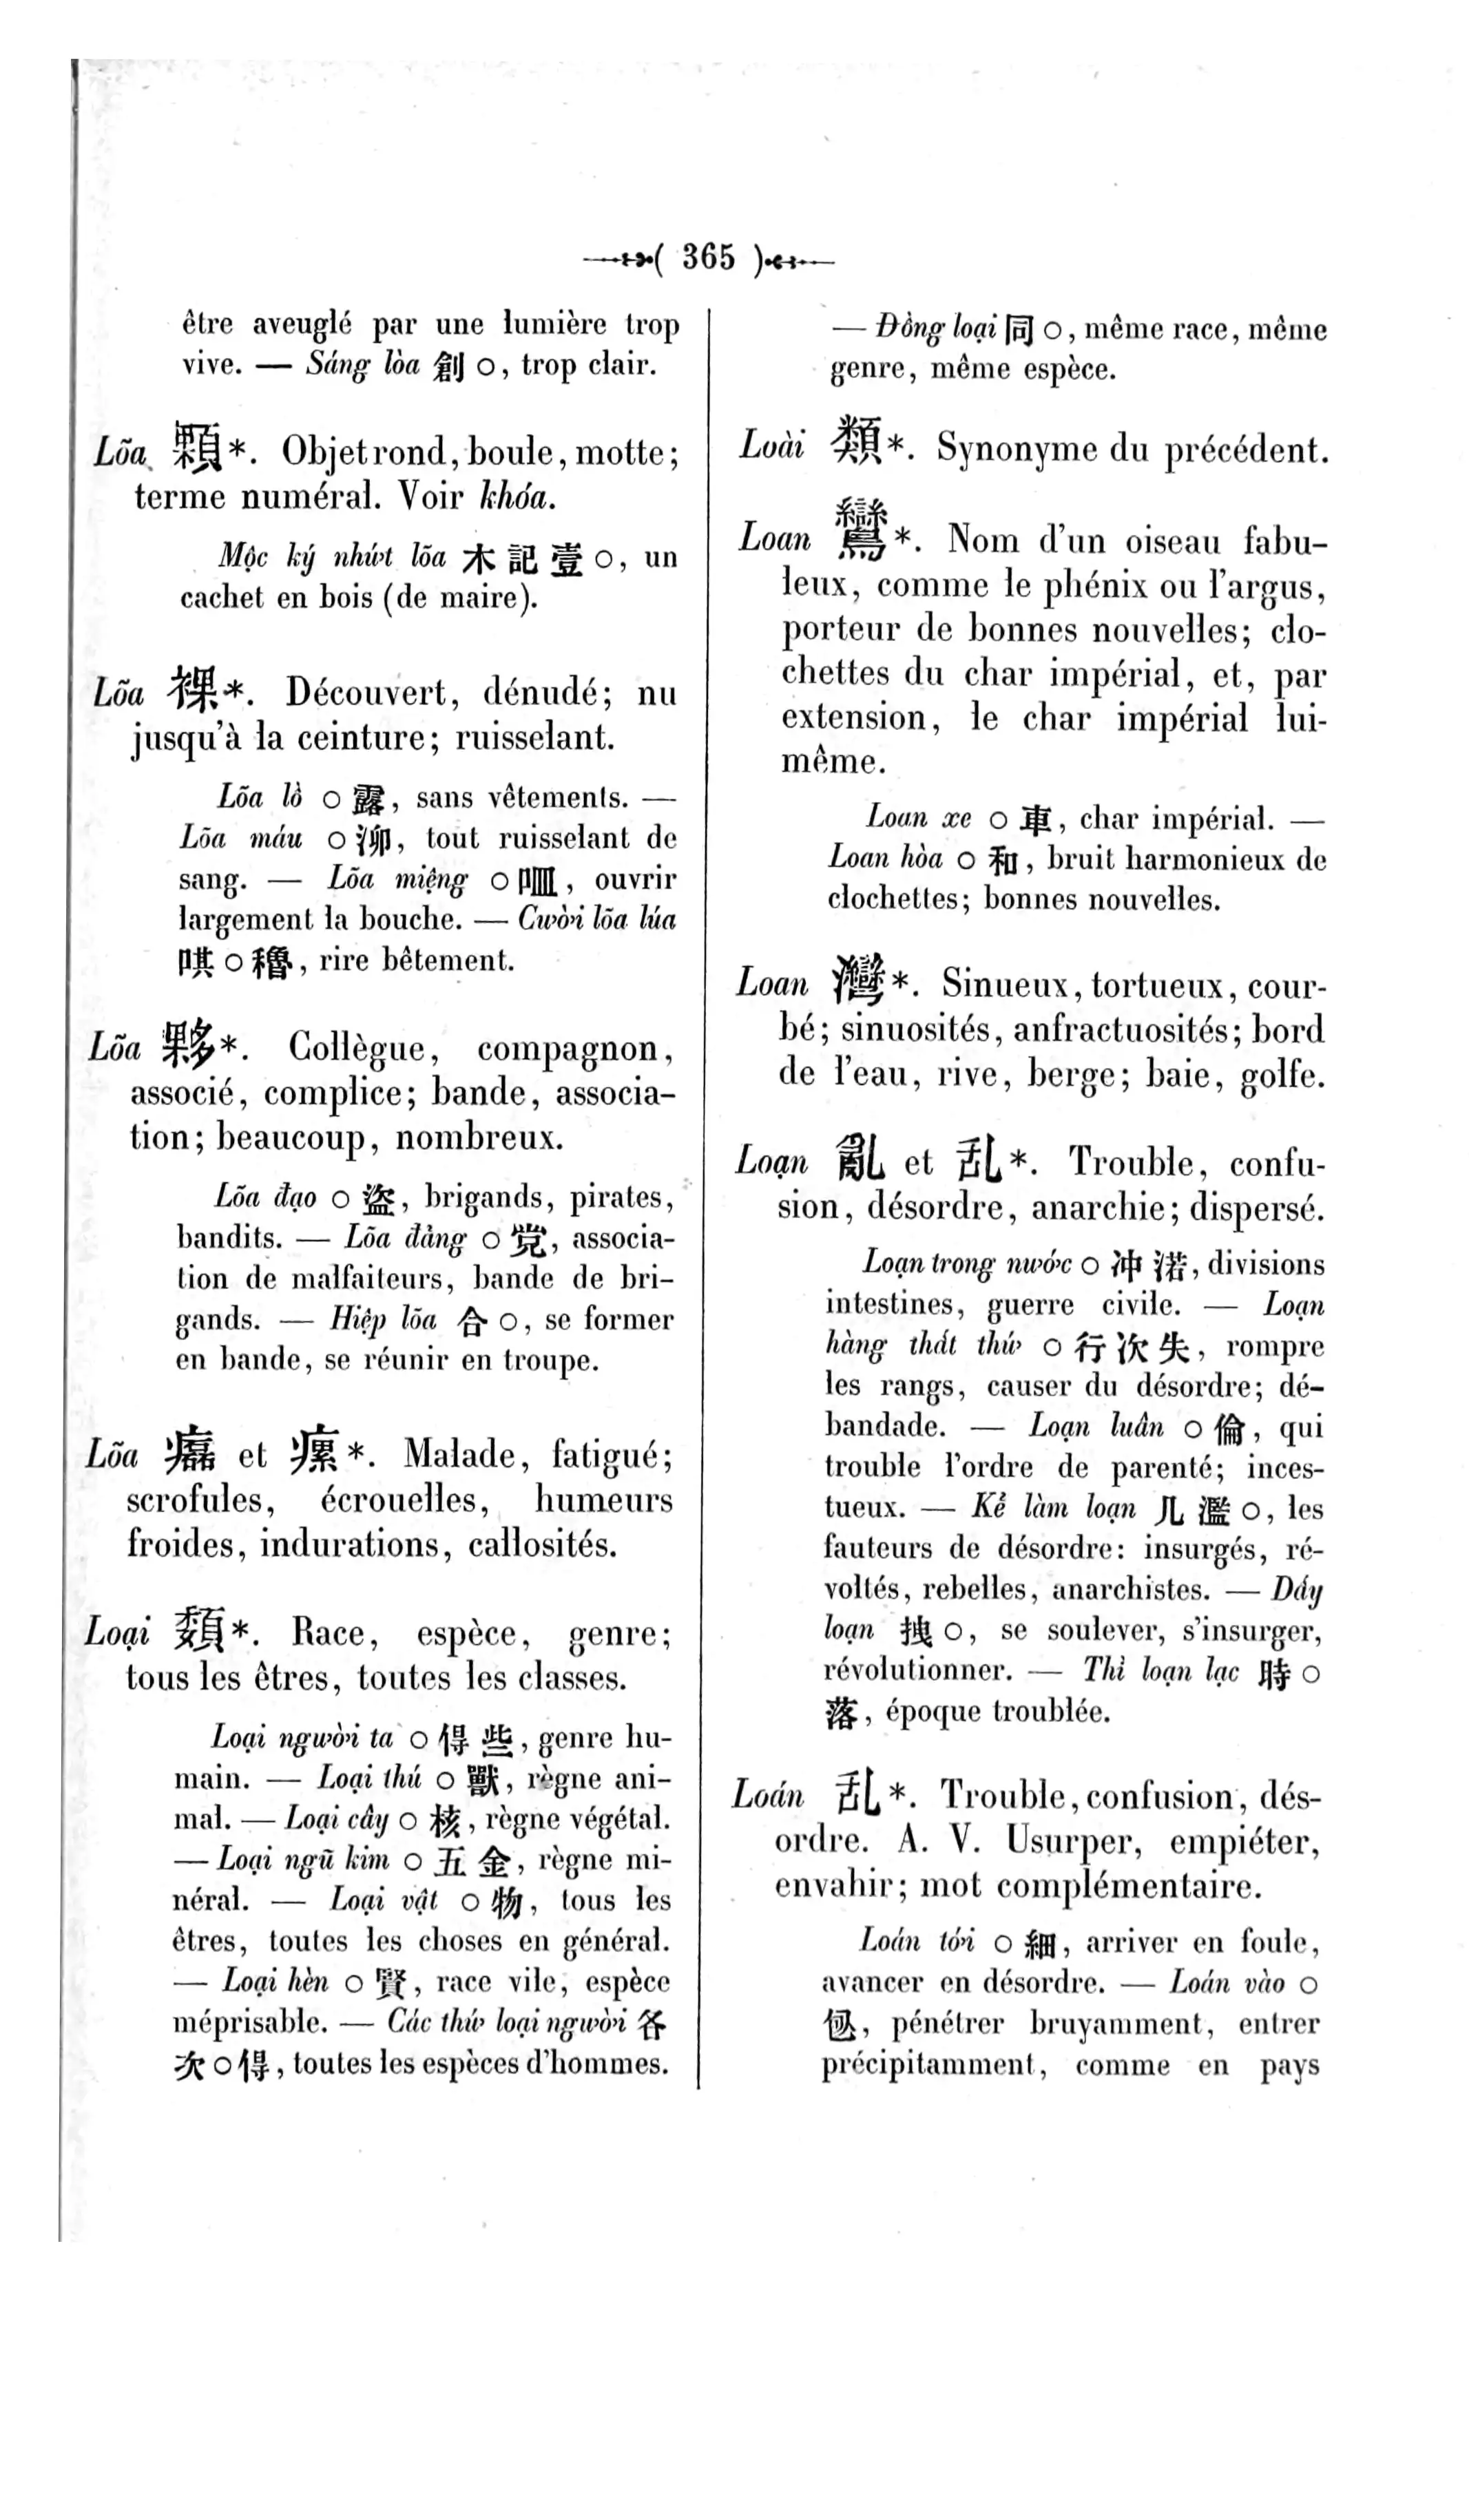 ( 365 )
être aveuglé par une lumière trop
vive. — Sáng lòa 創 ○, trop clair.
Lõa 顆*. Objet rond, boule, motte;
terme numéral. Voir khóa.
Mộc ký nhứt lõa 木 記 壹 ○, un
cachet en bois (de maire).
Lõa 裸*. Découvert, dénudé; nu
jusqu'à la ceinture; ruisselant.
Lõa lồ ○ 露, sans vêtements. —
Lõa máu ○ 泖, tout ruisselant de
sang. — Lõa miệng ○ 𠰘, ouvrir
largement la bouche. — Cười lõa lúa
唭 ○ 穭, rire bêtement.
Lõa 夥*. Collègue, compagnon,
associé, complice; bande, associa-
tion; beaucoup, nombreux.
Lõa đạo ○ 盜, brigands, pirates,
bandits. — Lõa đảng ○ 党, associa-
tion de malfaiteurs, bande de bri-
gands. — Hiệp lõa 合 ○, se former
en bande, se réunir en troupe.
Lõa et 瘰*. Malade, fatigué;
scrofules, écrouelles, humeurs
froides, indurations, callosités.
Loại 類*. Race, espèce, genre;
tous les êtres, toutes les classes.
Loại người ta ○ 得 些, genre hu-
main. — Loại thú ○ 獸, règne ani-
mal. — Loại cây ○ 核, règne végétal.
— Loại ngũ kim ○ 五 金, règne mi-
néral. — Loại vật ○ 物, tous les
êtres, toutes les choses en général.
— Loại hèn ○ 賢, race vile, espèce
méprisable. — Các thứ loại người 各
次 ○ 得, toutes les espèces d'hommes.
— Đồng loại 同 ○, même race, même
genre, même espèce.
Loài 類*. Synonyme du précédent.
Loan 鸞*. Nom d'un oiseau fabu-
leux, comme le phénix ou l'argus,
porteur de bonnes nouvelles; clo-
chettes du char impérial, et, par
extension, le char impérial lui-
même.
Loan xe ○ 車, char impérial. —
Loan hòa ○ 和, bruit harmonieux de
clochettes; bonnes nouvelles.
Loan 灣*. Sinueux, tortueux, cour-
bé; sinuosités, anfractuosités; bord
de l'eau, rive, berge; baie, golfe.
Loạn 亂 et 乱*. Trouble, confu-
sion, désordre, anarchie; dispersé.
Loạn trong nước ○ 冲 渃, divisions
intestines, guerre civile. — Loạn
hàng thất thứ ○ 行 次 失, rompre
les rangs, causer du désordre; dé-
bandade. — Loạn luân ○ 倫, qui
trouble l'ordre de parenté; inces-
tueux. — Kẻ làm loạn 几 濫 ○, les
fauteurs de désordre: insurgés, ré-
voltés, rebelles, anarchistes. — Dáy
loạn 拽 ○, se soulever, s'insurger,
révolutionner. — Thì loạn lạc 時 ○
落, époque troublée.
Loán 乱*. Trouble, confusion, dés-
ordre. A. V. Usurper, empiéter,
envahir; mot complémentaire.
Loán tới ○ 細, arriver en foule,
avancer en désordre. — Loán vào ○
, pénétrer bruyamment, entrer
précipitamment, comme en pays